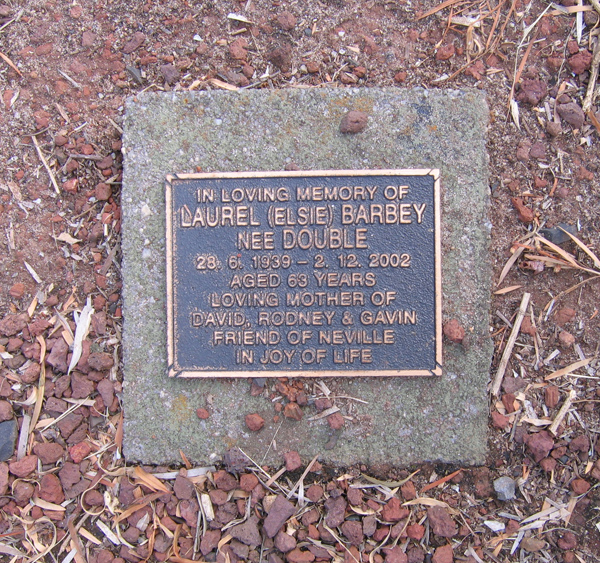 IN LOVING MEMORY OF
LAUREL (ELSIE) BARBEY
NEE DOUBLE
28. 6. 1939 - 2. 12. 2002
AGED 63 YEARS
LOVING MOTHER OF
DAVID, RODNEY & GAVIN
FRIEND OF NEVILLE
IN JOY OF LIFE